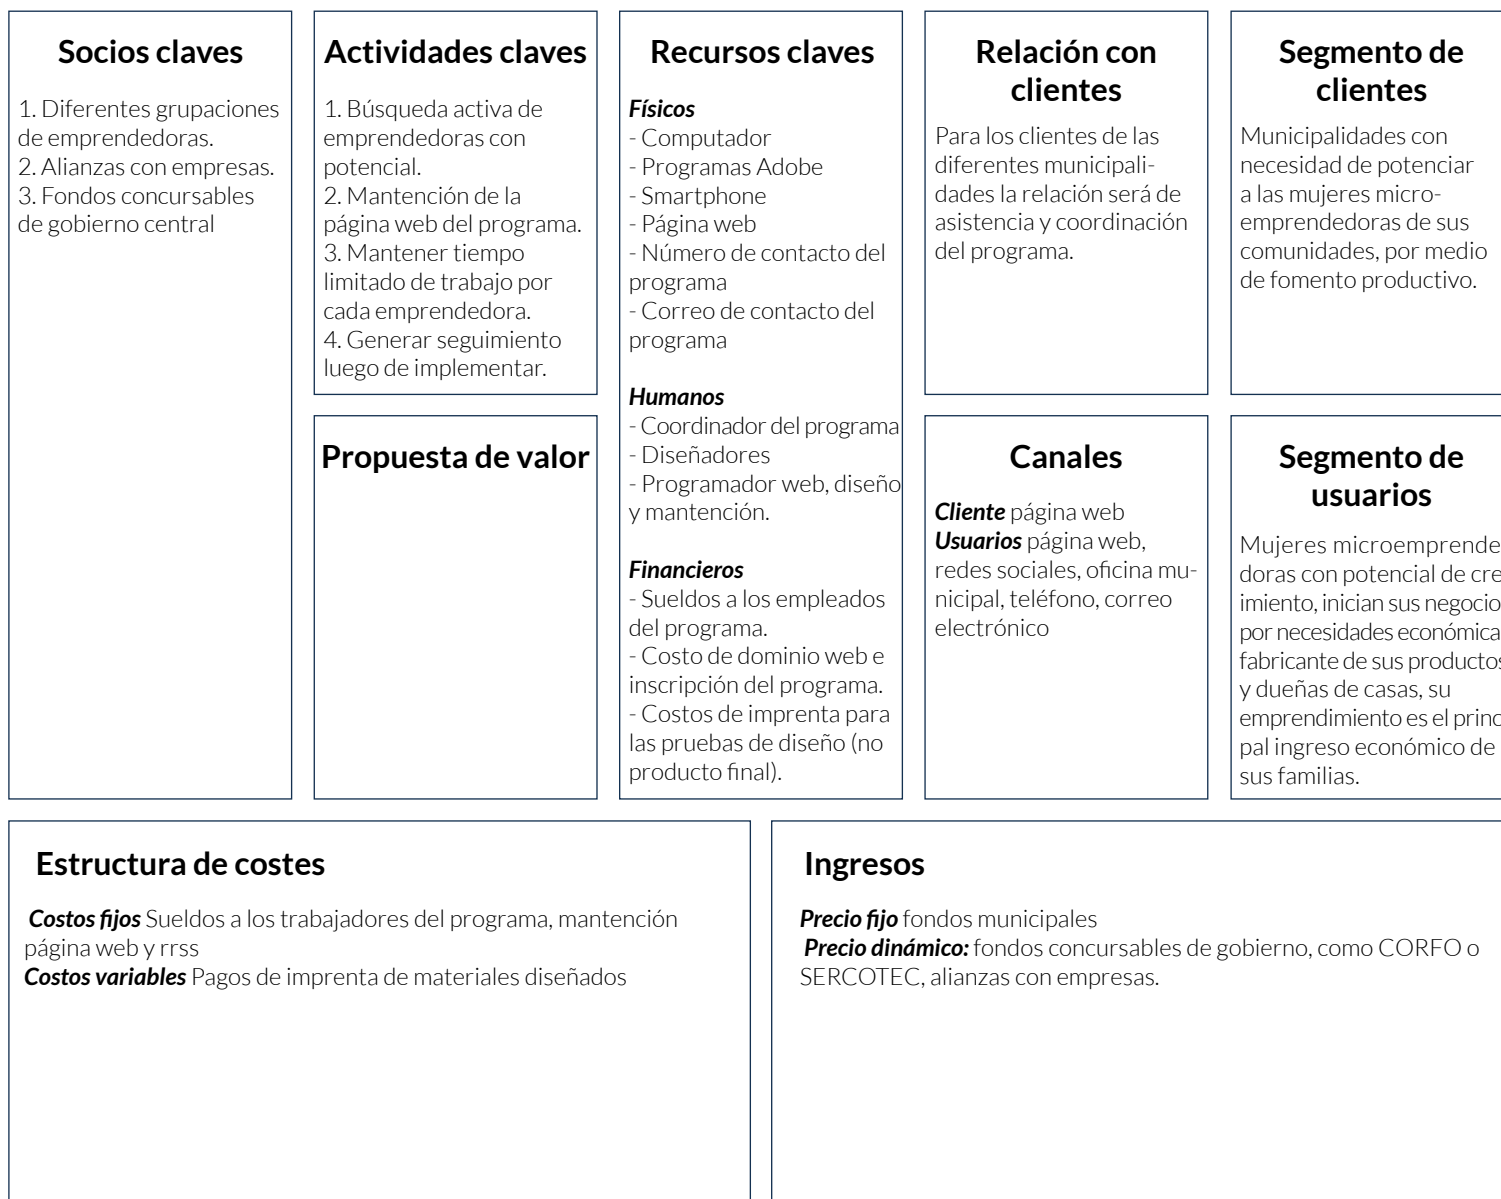 Socios claves
1. Diferentes grupaciones
de emprendedoras.
2. Alianzas con empresas.
3. Fondos concursables
de gobierno central
Actividades claves
1. Búsqueda activa de
emprendedoras con
potencial.
2. Mantención de la
página web del programa.
3. Mantener tiempo
limitado de trabajo por
cada emprendedora.
4. Generar seguimiento
luego de implementar.
Propuesta de valor
Recursos claves
Físicos
- Computador
- Programas Adobe
- Smartphone
- Página web
- Número de contacto del
programa
- Correo de contacto del
programa
Humanos
- Coordinador del programa
- Diseñadores
- Programador web, diseño
y mantención.
Financieros
- Sueldos a los empleados
del programa.
- Costo de dominio web e
inscripción del programa.
- Costos de imprenta para
las pruebas de diseño (no
producto final).
Relación con
clientes
Para los clientes de las
diferentes municipali-
dades la relación será de
asistencia y coordinación
del programa.
Canales
Cliente página web
Usuarios página web,
redes sociales, oficina mu-
nicipal, teléfono, correo
electrónico
Segmento de
clientes
Municipalidades con
necesidad de potenciar
a las mujeres micro-
emprendedoras de sus
comunidades, por medio
de fomento productivo.
Segmento de
usuarios
Mujeres microemprende
doras con potencial de cre
imiento, inician sus negocio
por necesidades económica
fabricante de sus productos
y dueñas de casas, su
emprendimiento es el princ
pal ingreso económico de
sus familias.
Estructura de costes
Costos fijos Sueldos a los trabajadores del programa, mantención
página web y rrss
Costos variables Pagos de imprenta de materiales diseñados
Ingresos
Precio fijo fondos municipales
Precio dinámico: fondos concursables de gobierno, como CORFO o
SERCOTEC, alianzas con empresas.